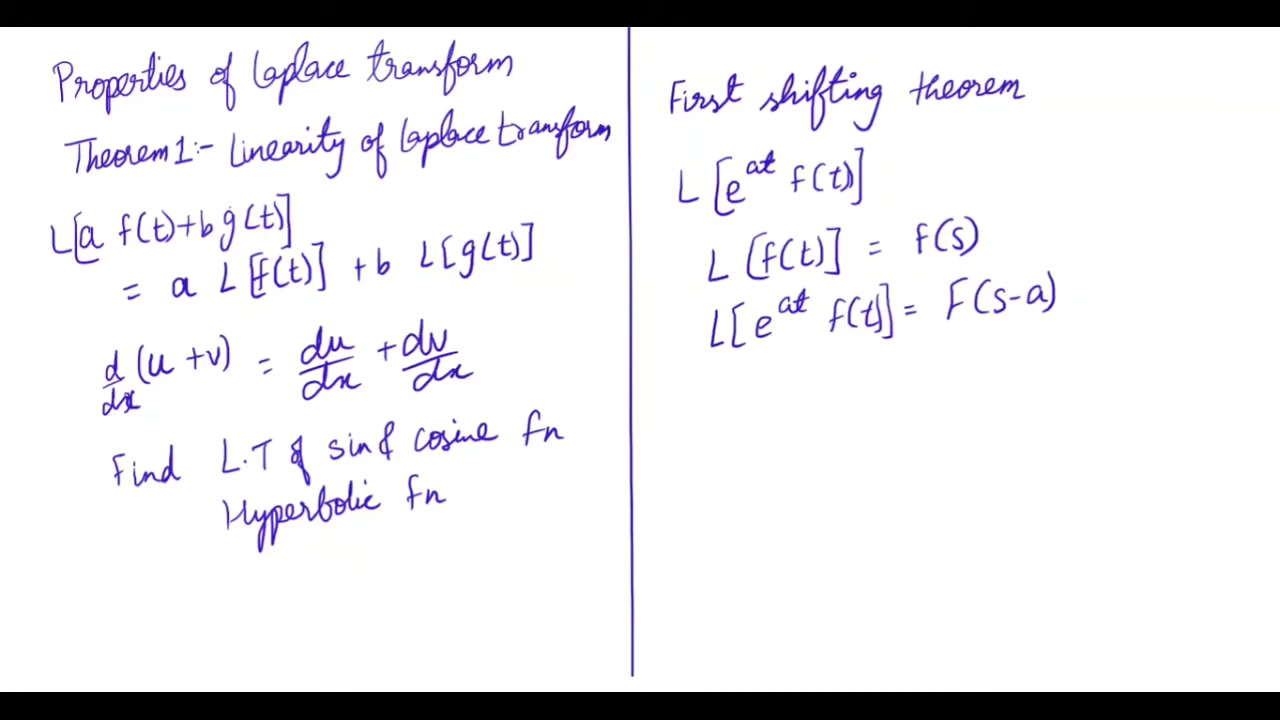 Properties of Laplace transform
Theorem 1:- Linearity of Laplace transform
L[a f(t)+b g(t)]
= a L[f(t)] + b L[g(t)]
d/dx (u+v) = du/dx + dv/dx
Find L.T of sin & cosine fn
Hyperbolic fn
First shifting theorem
L[e^at f(t)]
L[f(t)] = F(s)
L[e^at f(t)] = F(s-a)